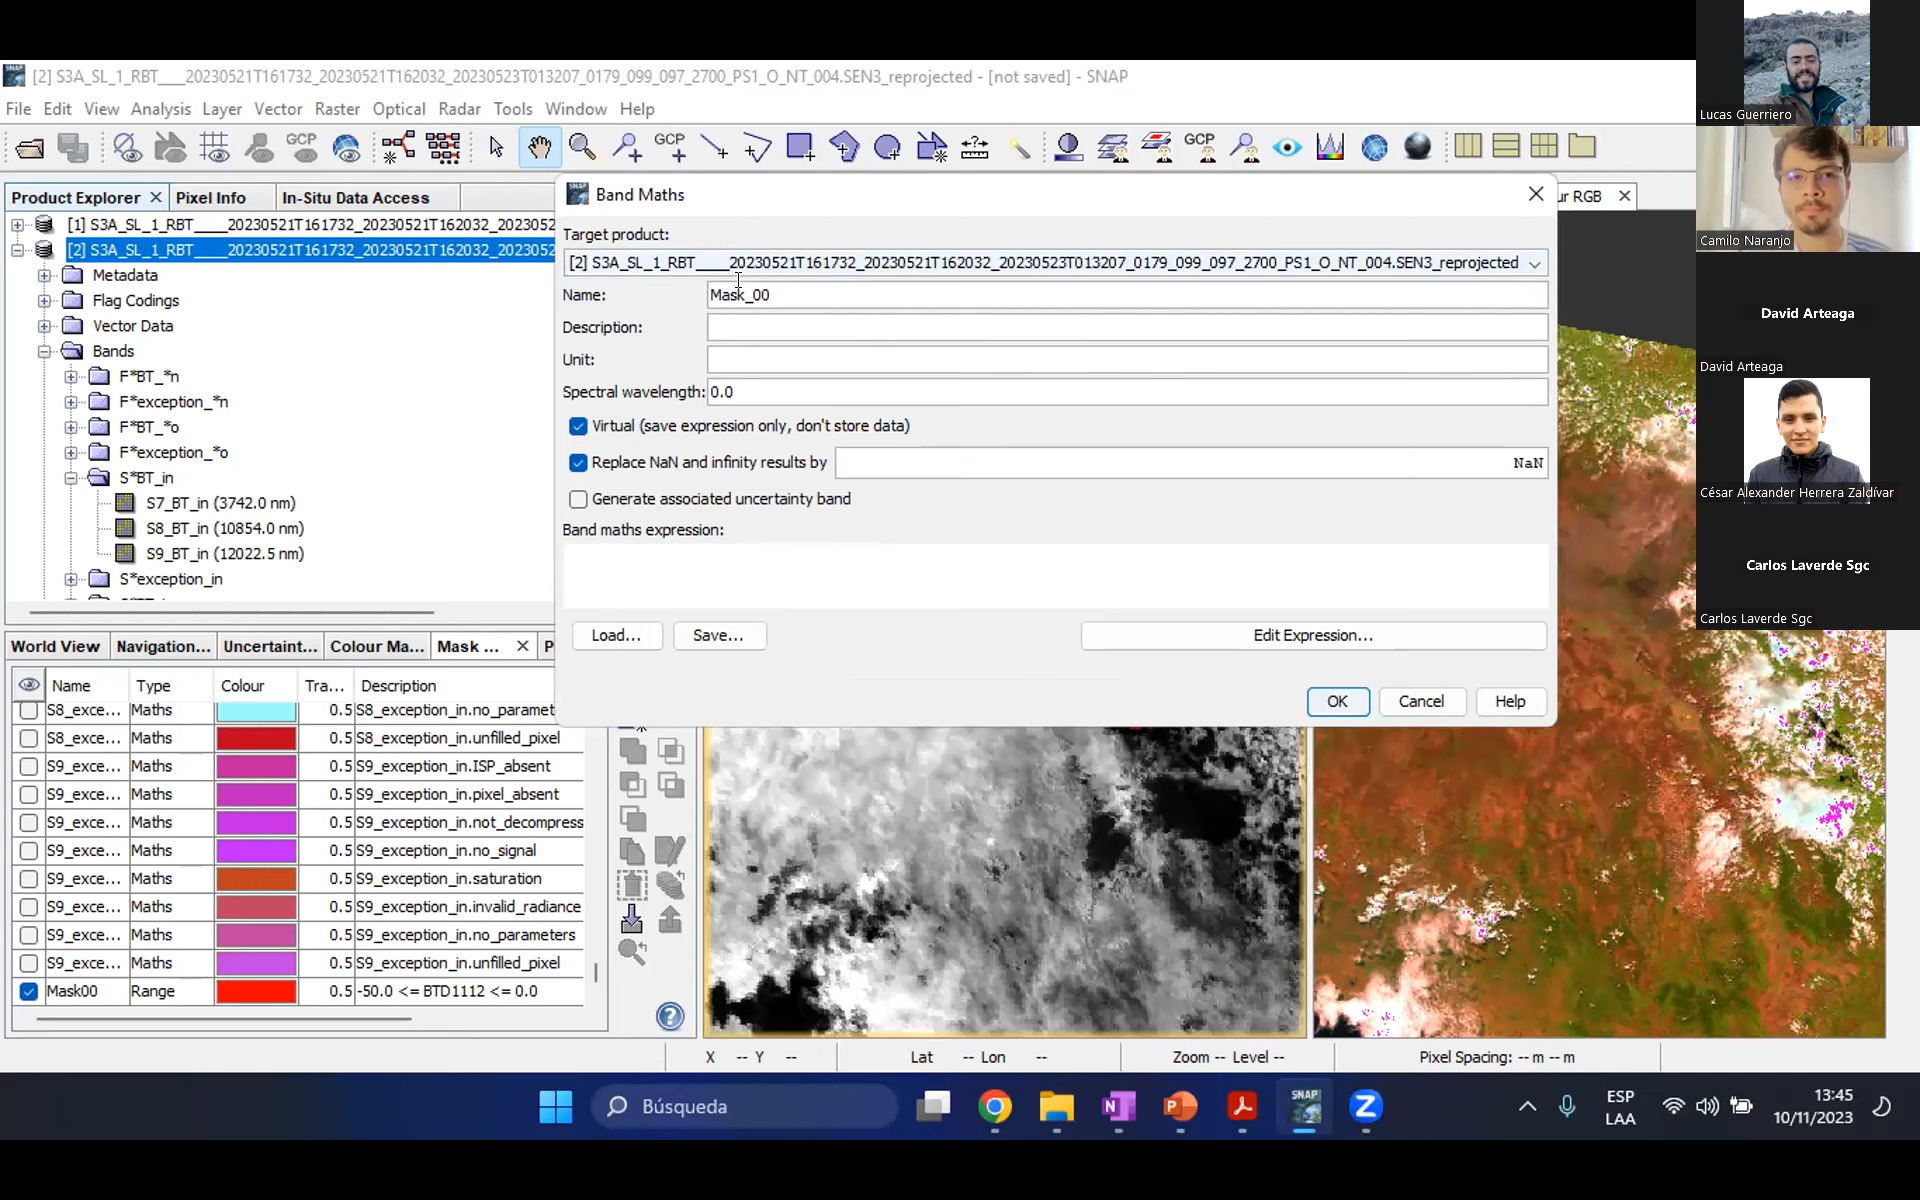 [2] S3A_SL_1_RBT____20230521T161732_20230521T162032_20230523T013207_0179_099_097_2700_PS1_O_NT_004.SEN3_reprojected - [not saved] - SNAP
File Edit View Analysis Layer Vector Raster Optical Radar Tools Window Help
GCP
GCP
GCP
Product Explorer
Pixel Info
In-Situ Data Access
ur RGB
[1] S3A_SL_1_RBT____20230521T161732_20230521T162032_202305
[2] S3A_SL_1_RBT____20230521T161732_20230521T162032_202305
Metadata
Flag Codings
Vector Data
Bands
F*BT_*n
F*exception_*n
F*BT_*o
F*exception_*o
S*BT_in
S7_BT_in (3742.0 nm)
S8_BT_in (10854.0 nm)
S9_BT_in (12022.5 nm)
S*exception_in
Band Maths
Target product:
[2] S3A_SL_1_RBT____20230521T161732_20230521T162032_20230523T013207_0179_099_097_2700_PS1_O_NT_004.SEN3_reprojected
Name: Mask_00
Description:
Unit:
Spectral wavelength: 0.0
Virtual (save expression only, don't store data)
Replace NaN and infinity results by NaN
Generate associated uncertainty band
Band maths expression:
Load... Save... Edit Expression...
OK Cancel Help
World View Navigation... Uncertaint... Colour Ma... Mask ... P
Name Type Colour Tra... Description
S8_exce... Maths 0.5 S8_exception_in.no_paramet
S8_exce... Maths 0.5 S8_exception_in.unfilled_pixel
S9_exce... Maths 0.5 S9_exception_in.ISP_absent
S9_exce... Maths 0.5 S9_exception_in.pixel_absent
S9_exce... Maths 0.5 S9_exception_in.not_decompress
S9_exce... Maths 0.5 S9_exception_in.no_signal
S9_exce... Maths 0.5 S9_exception_in.saturation
S9_exce... Maths 0.5 S9_exception_in.invalid_radiance
S9_exce... Maths 0.5 S9_exception_in.no_parameters
S9_exce... Maths 0.5 S9_exception_in.unfilled_pixel
Mask00 Range 0.5 -50.0 <= BTD1112 <= 0.0
X -- Y -- Lat -- Lon -- Zoom -- Level -- Pixel Spacing: -- m -- m
Lucas Guerriero
Camilo Naranjo
David Arteaga
David Arteaga
César Alexander Herrera Zaldívar
Carlos Laverde Sgc
Carlos Laverde Sgc
Búsqueda
SNAP
ESP
LAA
13:45
10/11/2023